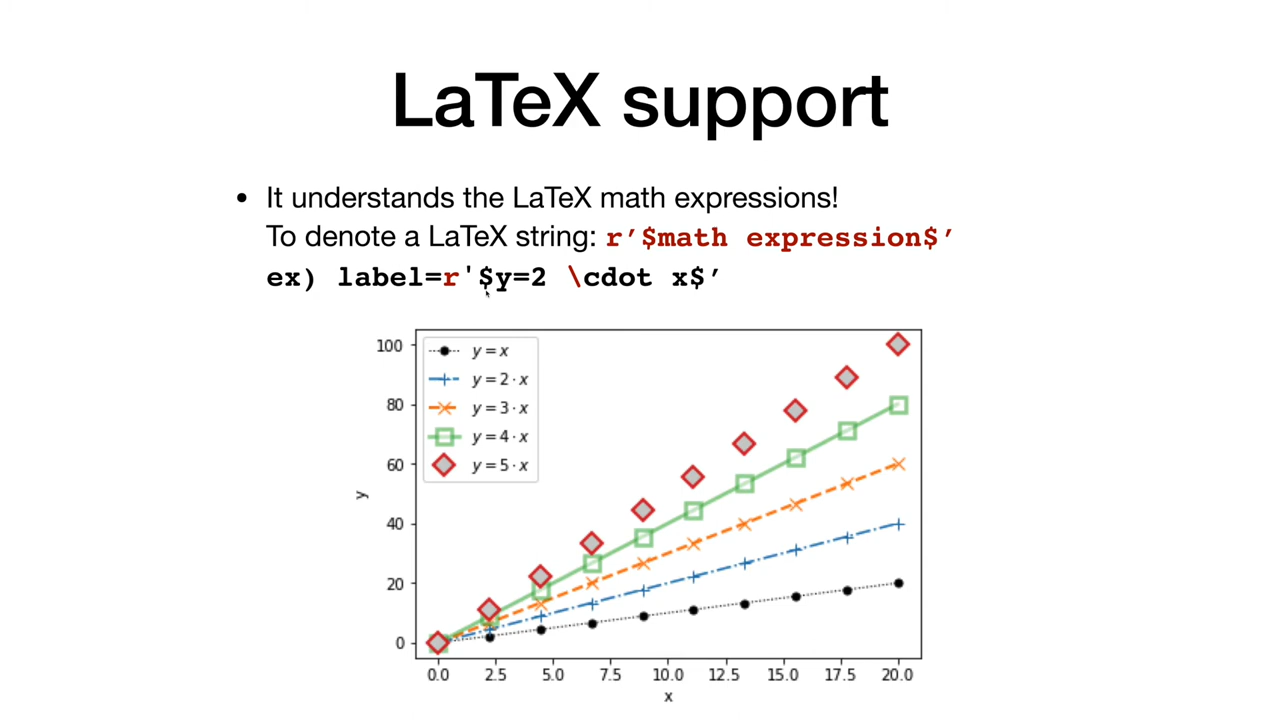 LaTeX support
• It understands the LaTeX math expressions!
To denote a LaTeX string: r’$math expression$’
ex) label=r'$y=2 \cdot x$’
y = x
y = 2 · x
y = 3 · x
y = 4 · x
y = 5 · x
100
80
60
40
20
0
y
0.0 2.5 5.0 7.5 10.0 12.5 15.0 17.5 20.0
x